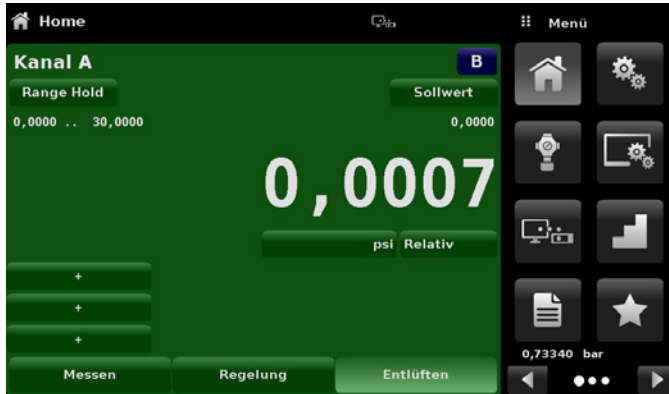 Home
Menü
Kanal A
B
Range Hold
Sollwert
0,0000 .. 30,0000
0,0000
0,0007
psi Relativ
+
+
+
0,73340 bar
Messen Regelung Entlüften